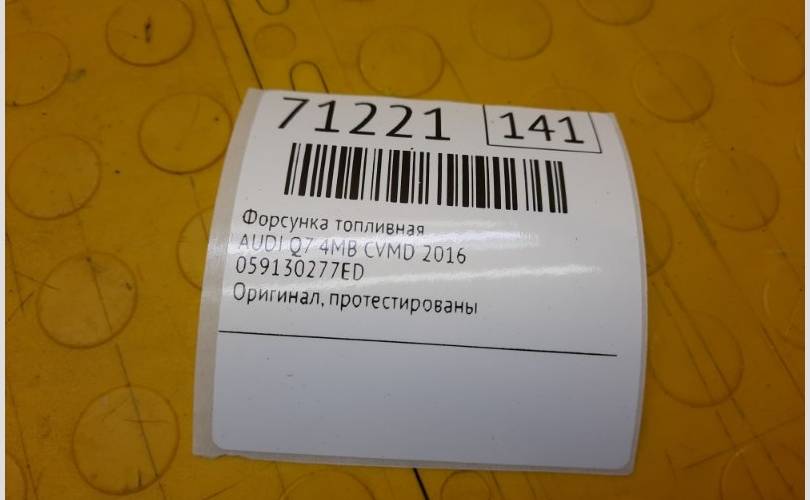 71221 141
Форсунка топливная
AUDI Q7 4MB CVMD 2016
059130277ED
Оригинал, протестированы